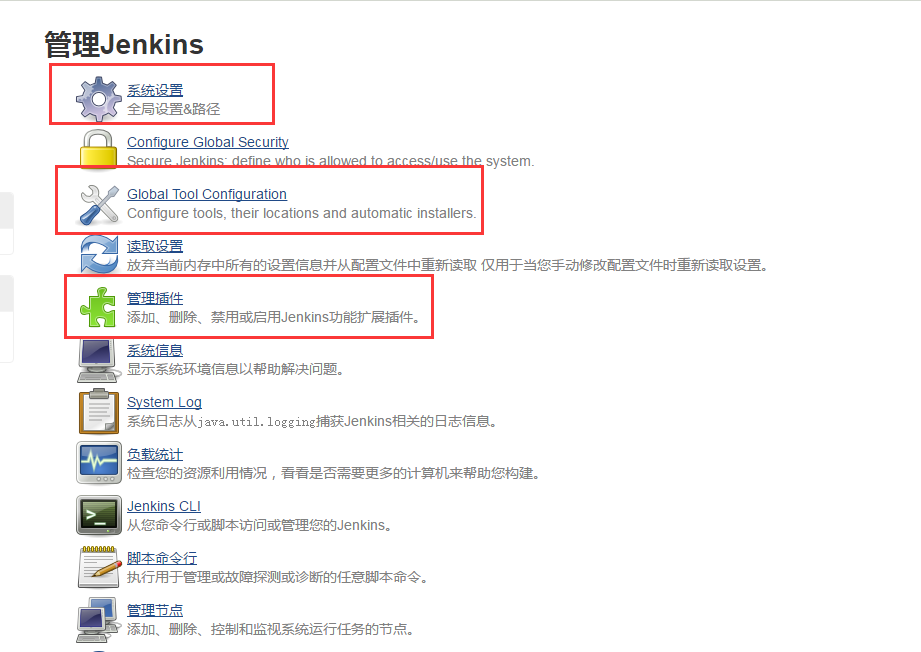 管理Jenkins
系统设置
全局设置&路径
Configure Global Security
Secure Jenkins; define who is allowed to access/use the system.
Global Tool Configuration
Configure tools, their locations and automatic installers.
读取设置
放弃当前内存中所有的设置信息并从配置文件中重新读取 仅用于当您手动修改配置文件时重新读取设置。
管理插件
添加、删除、禁用或启用Jenkins功能扩展插件。
系统信息
显示系统环境信息以帮助解决问题。
System Log
系统日志从java.util.logging捕获Jenkins相关的日志信息。
负载统计
检查您的资源利用情况，看看是否需要更多的计算机来帮助您构建。
Jenkins CLI
从您命令行或脚本访问或管理您的Jenkins。
脚本命令行
执行用于管理或故障探测或诊断的任意脚本命令。
管理节点
添加、删除、控制和监视系统运行任务的节点。